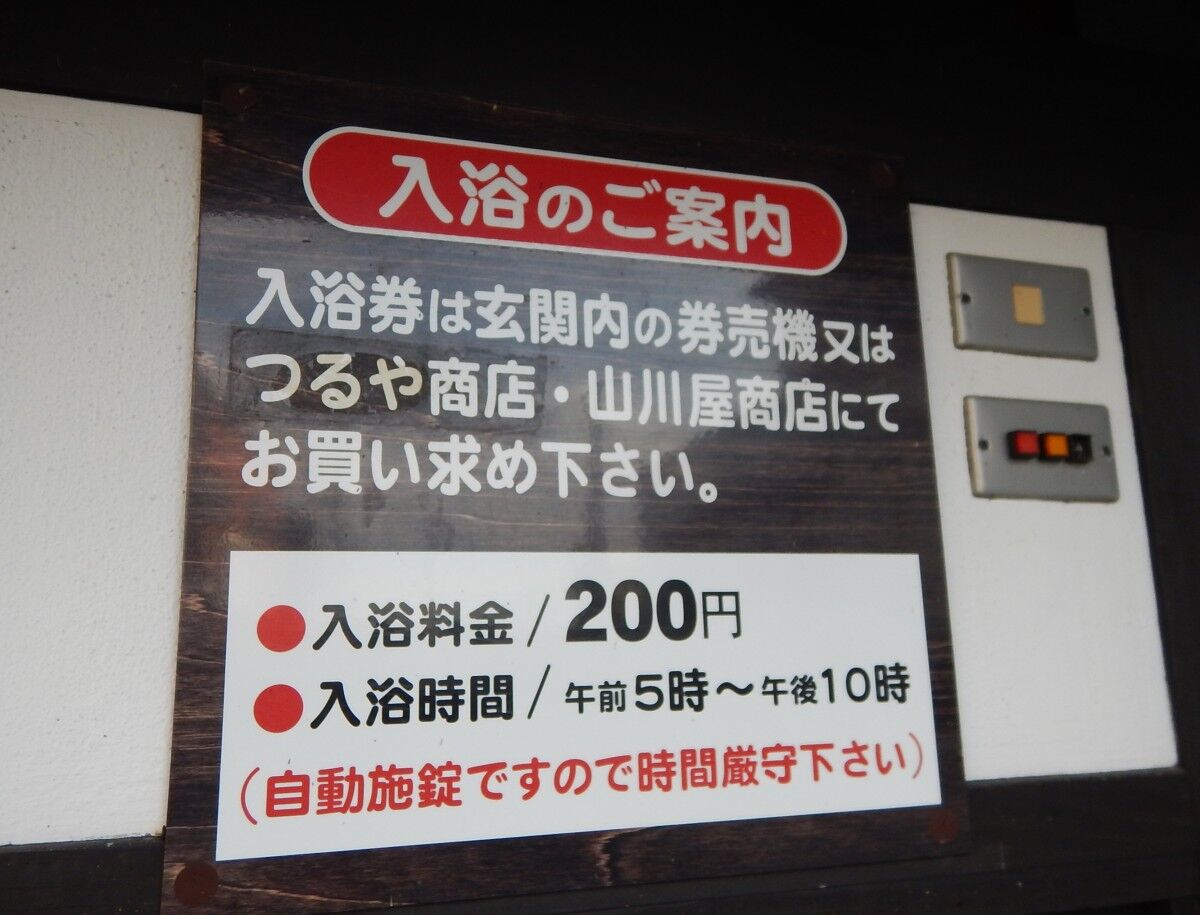 入浴のご案内
入浴券は玄関内の券売機又は
つるや商店・山川屋商店にて
お買い求め下さい。
●入浴料金/200円
●入浴時間/午前5時～午後10時
(自動施錠ですので時間厳守下さい)